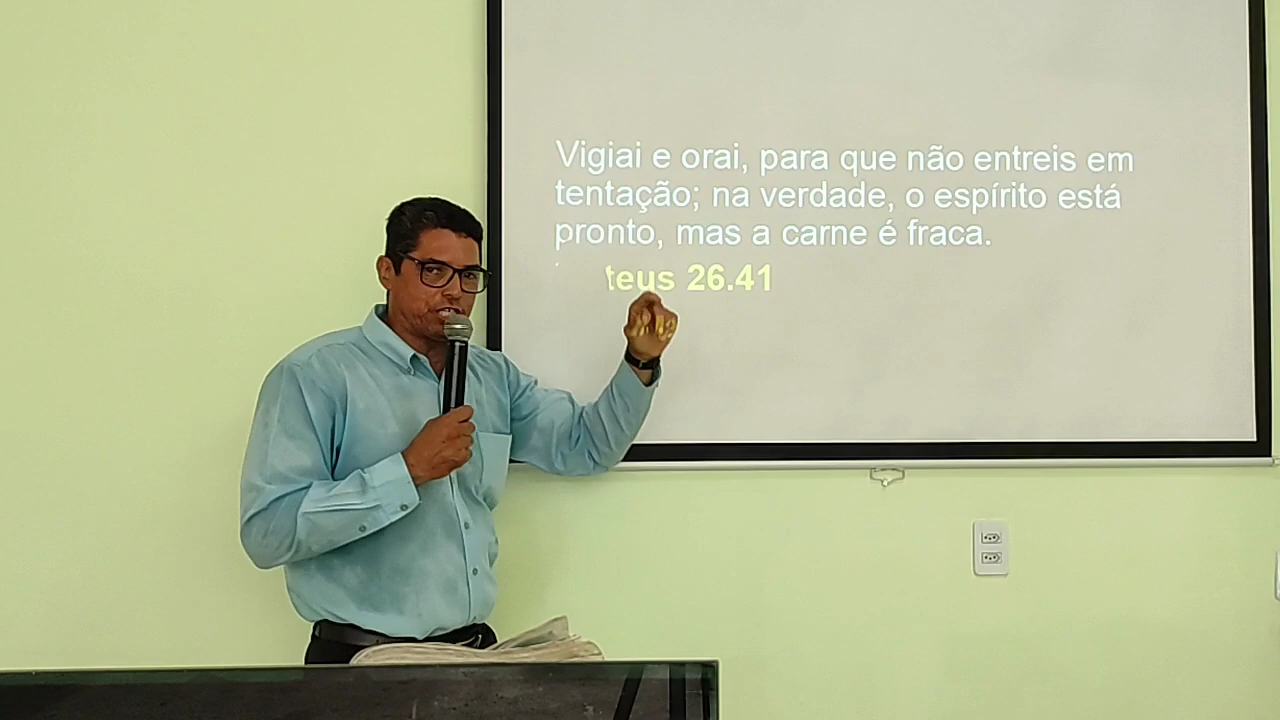 Vigiai e orai, para que não entreis em
tentação; na verdade, o espírito está
pronto, mas a carne é fraca.
teus 26.41